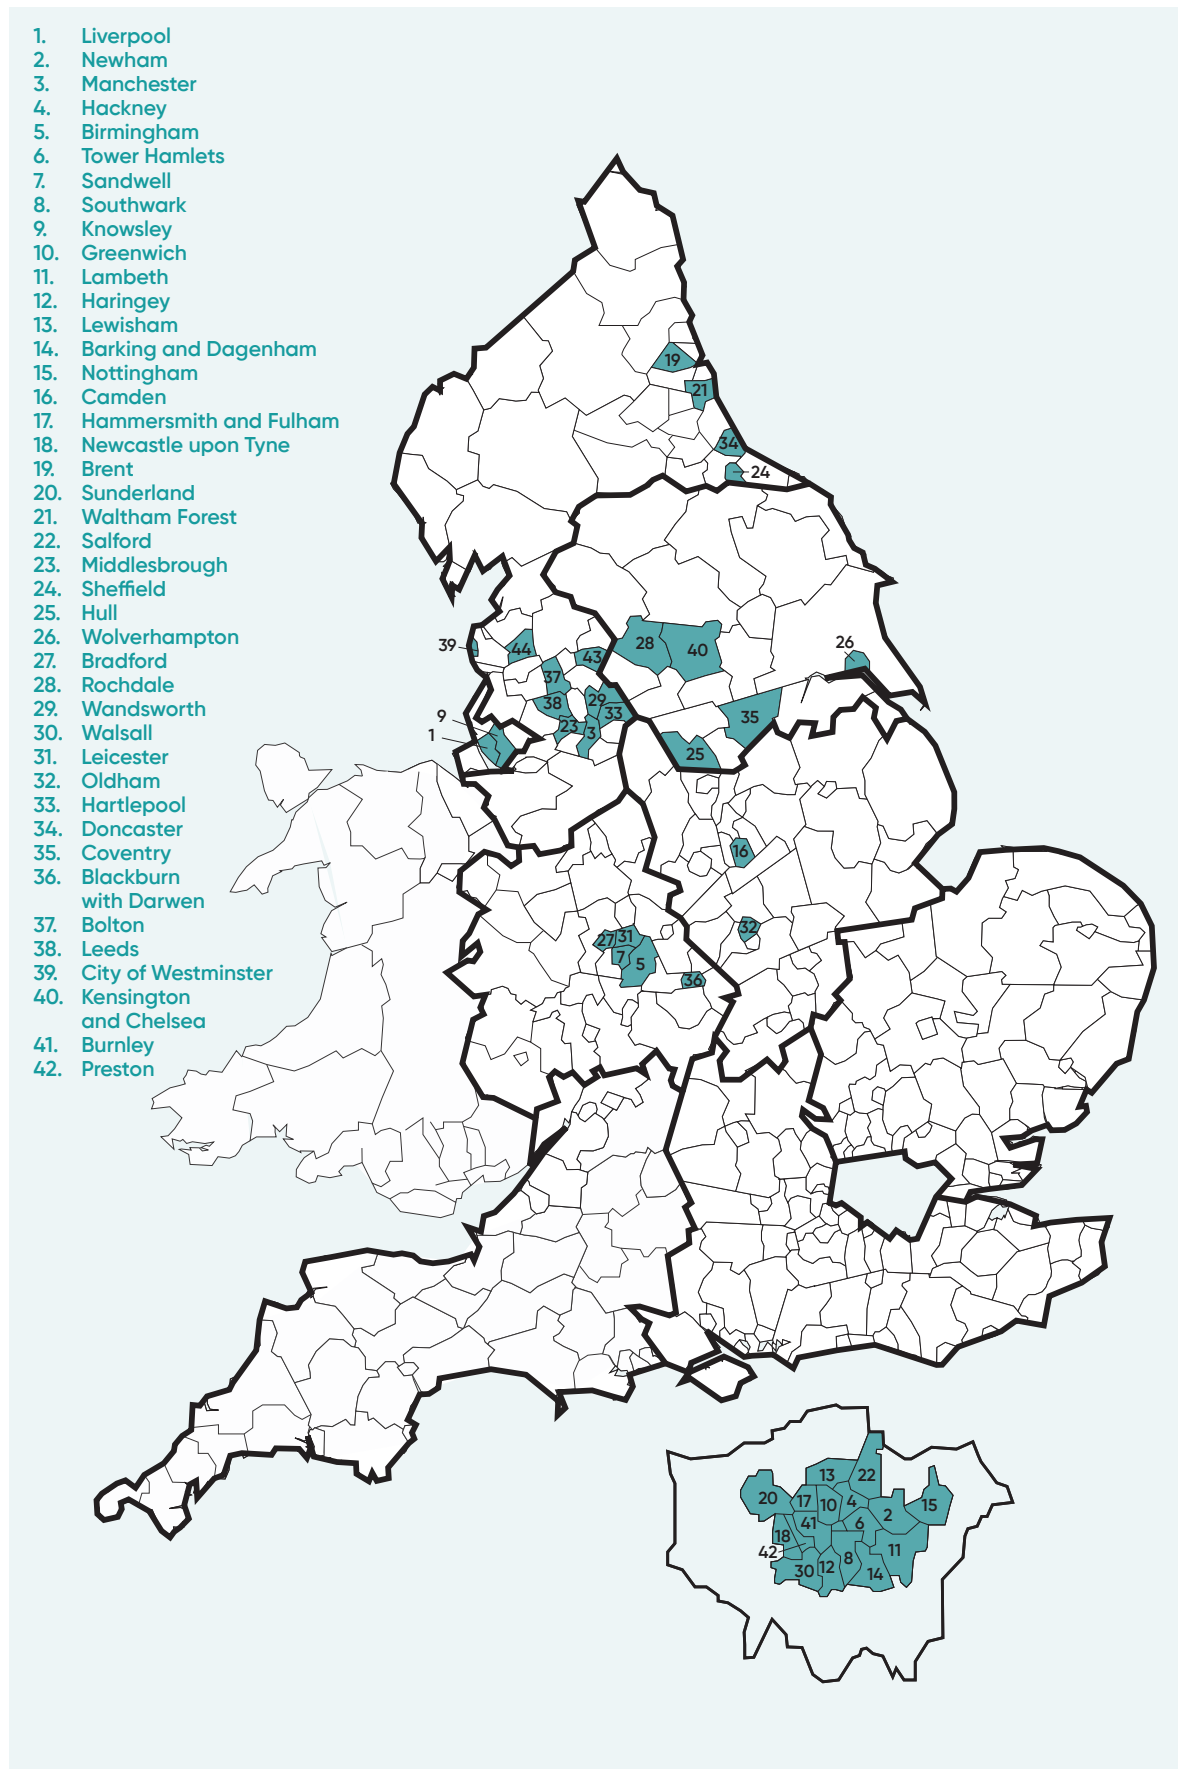 1. Liverpool
2. Newham
3. Manchester
4. Hackney
5. Birmingham
6. Tower Hamlets
7. Sandwell
8. Southwark
9. Knowsley
10. Greenwich
11. Lambeth
12. Haringey
13. Lewisham
14. Barking and Dagenham
15. Nottingham
16. Camden
17. Hammersmith and Fulham
18. Newcastle upon Tyne
19. Brent
20. Sunderland
21. Waltham Forest
22. Salford
23. Middlesbrough
24. Sheffield
25. Hull
26. Wolverhampton
27. Bradford
28. Rochdale
29. Wandsworth
30. Walsall
31. Leicester
32. Oldham
33. Hartlepool
34. Doncaster
35. Coventry
36. Blackburn
with Darwen
37. Bolton
38. Leeds
39. City of Westminster
40. Kensington
and Chelsea
41. Burnley
42. Preston
19
21
34
24
39
44
43
28
40
26
37
38
29
33
23
3
9
1
35
25
16
32
27
31
7
5
36
13
22
20
17
10
4
2
15
41
6
18
42
11
30
12
8
14